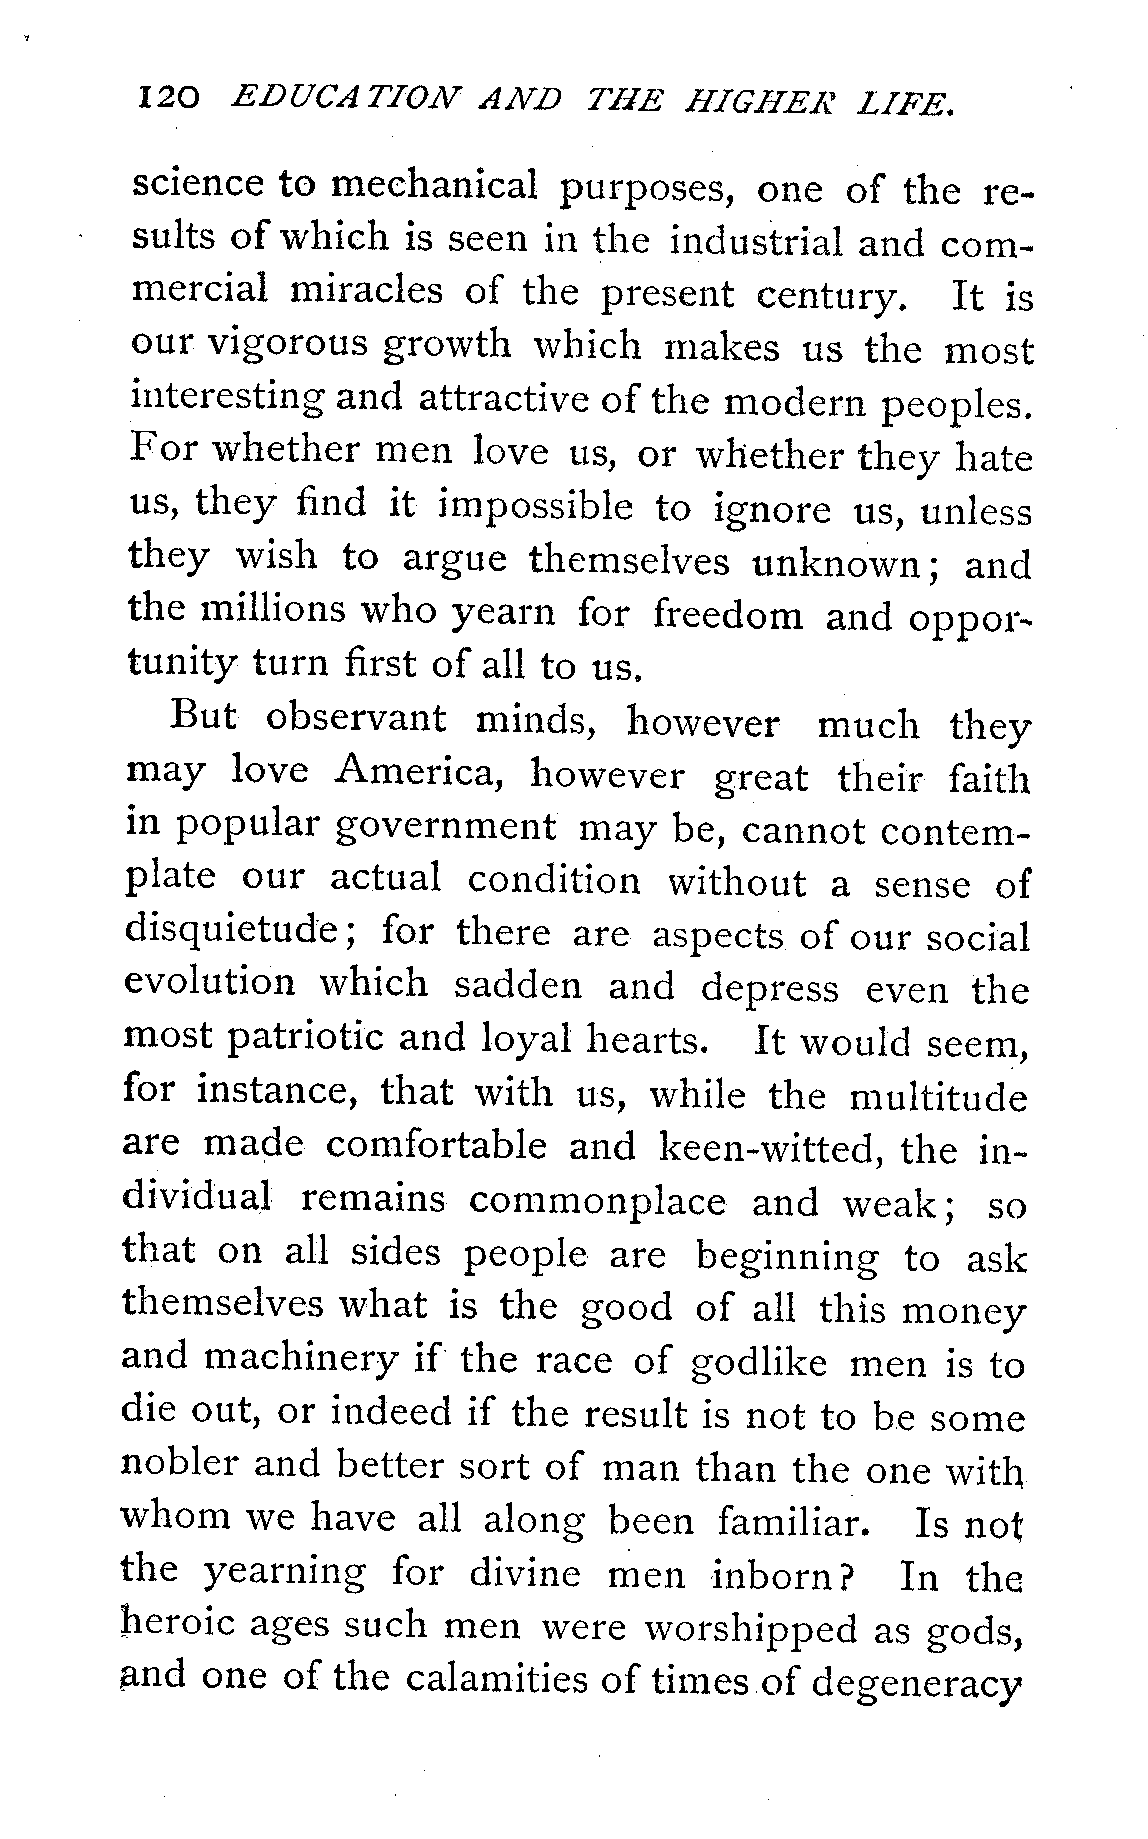 120 EDUCATION AND THE HIGHER LIFE.
science to mechanical purposes, one of the re-
sults of which is seen in the industrial and com-
mercial miracles of the present century. It is
our vigorous growth which makes us the most
interesting and attractive of the modern peoples.
For whether men love us, or whether they hate
us, they find it impossible to ignore us, unless
they wish to argue themselves unknown; and
the millions who yearn for freedom and oppor-
tunity turn first of all to us.
But observant minds, however much they
may love America, however great their faith
in popular government may be, cannot contem-
plate our actual condition without a sense of
disquietude; for there are aspects of our social
evolution which sadden and depress even the
most patriotic and loyal hearts. It would seem,
for instance, that with us, while the multitude
are made comfortable and keen-witted, the in-
dividual remains commonplace and weak; so
that on all sides people are beginning to ask
themselves what is the good of all this money
and machinery if the race of godlike men is to
die out, or indeed if the result is not to be some
nobler and better sort of man than the one with
whom we have all along been familiar. Is not
the yearning for divine men inborn? In the
heroic ages such men were worshipped as gods,
and one of the calamities of times of degeneracy